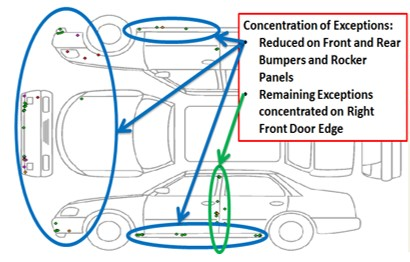 Concentration of Exceptions:
• Reduced on Front and Rear
Bumpers and Rocker
Panels
• Remaining Exceptions
concentrated on Right
Front Door Edge